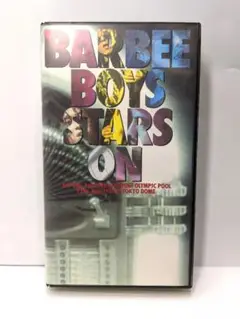 BARBEE
BOYS
STARS
ON
OLYMPIC POOL
TOKYO DOME